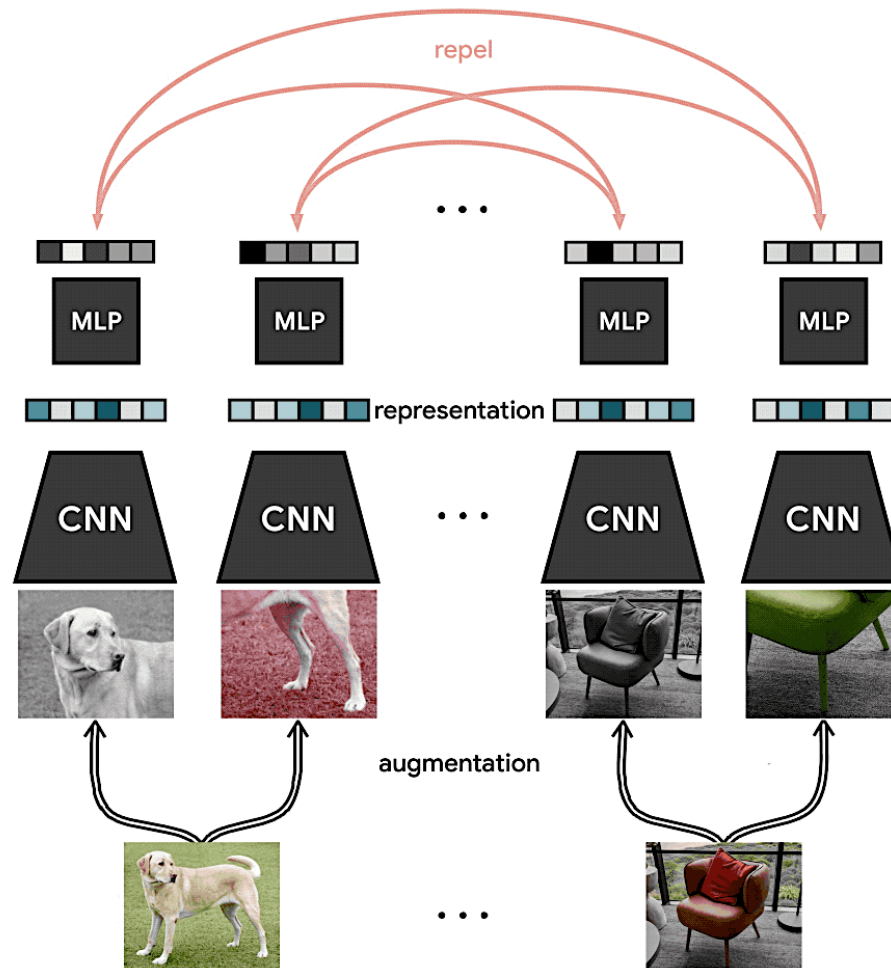 repel
...
MLP MLP MLP MLP
representation
CNN CNN ... CNN CNN
augmentation
...